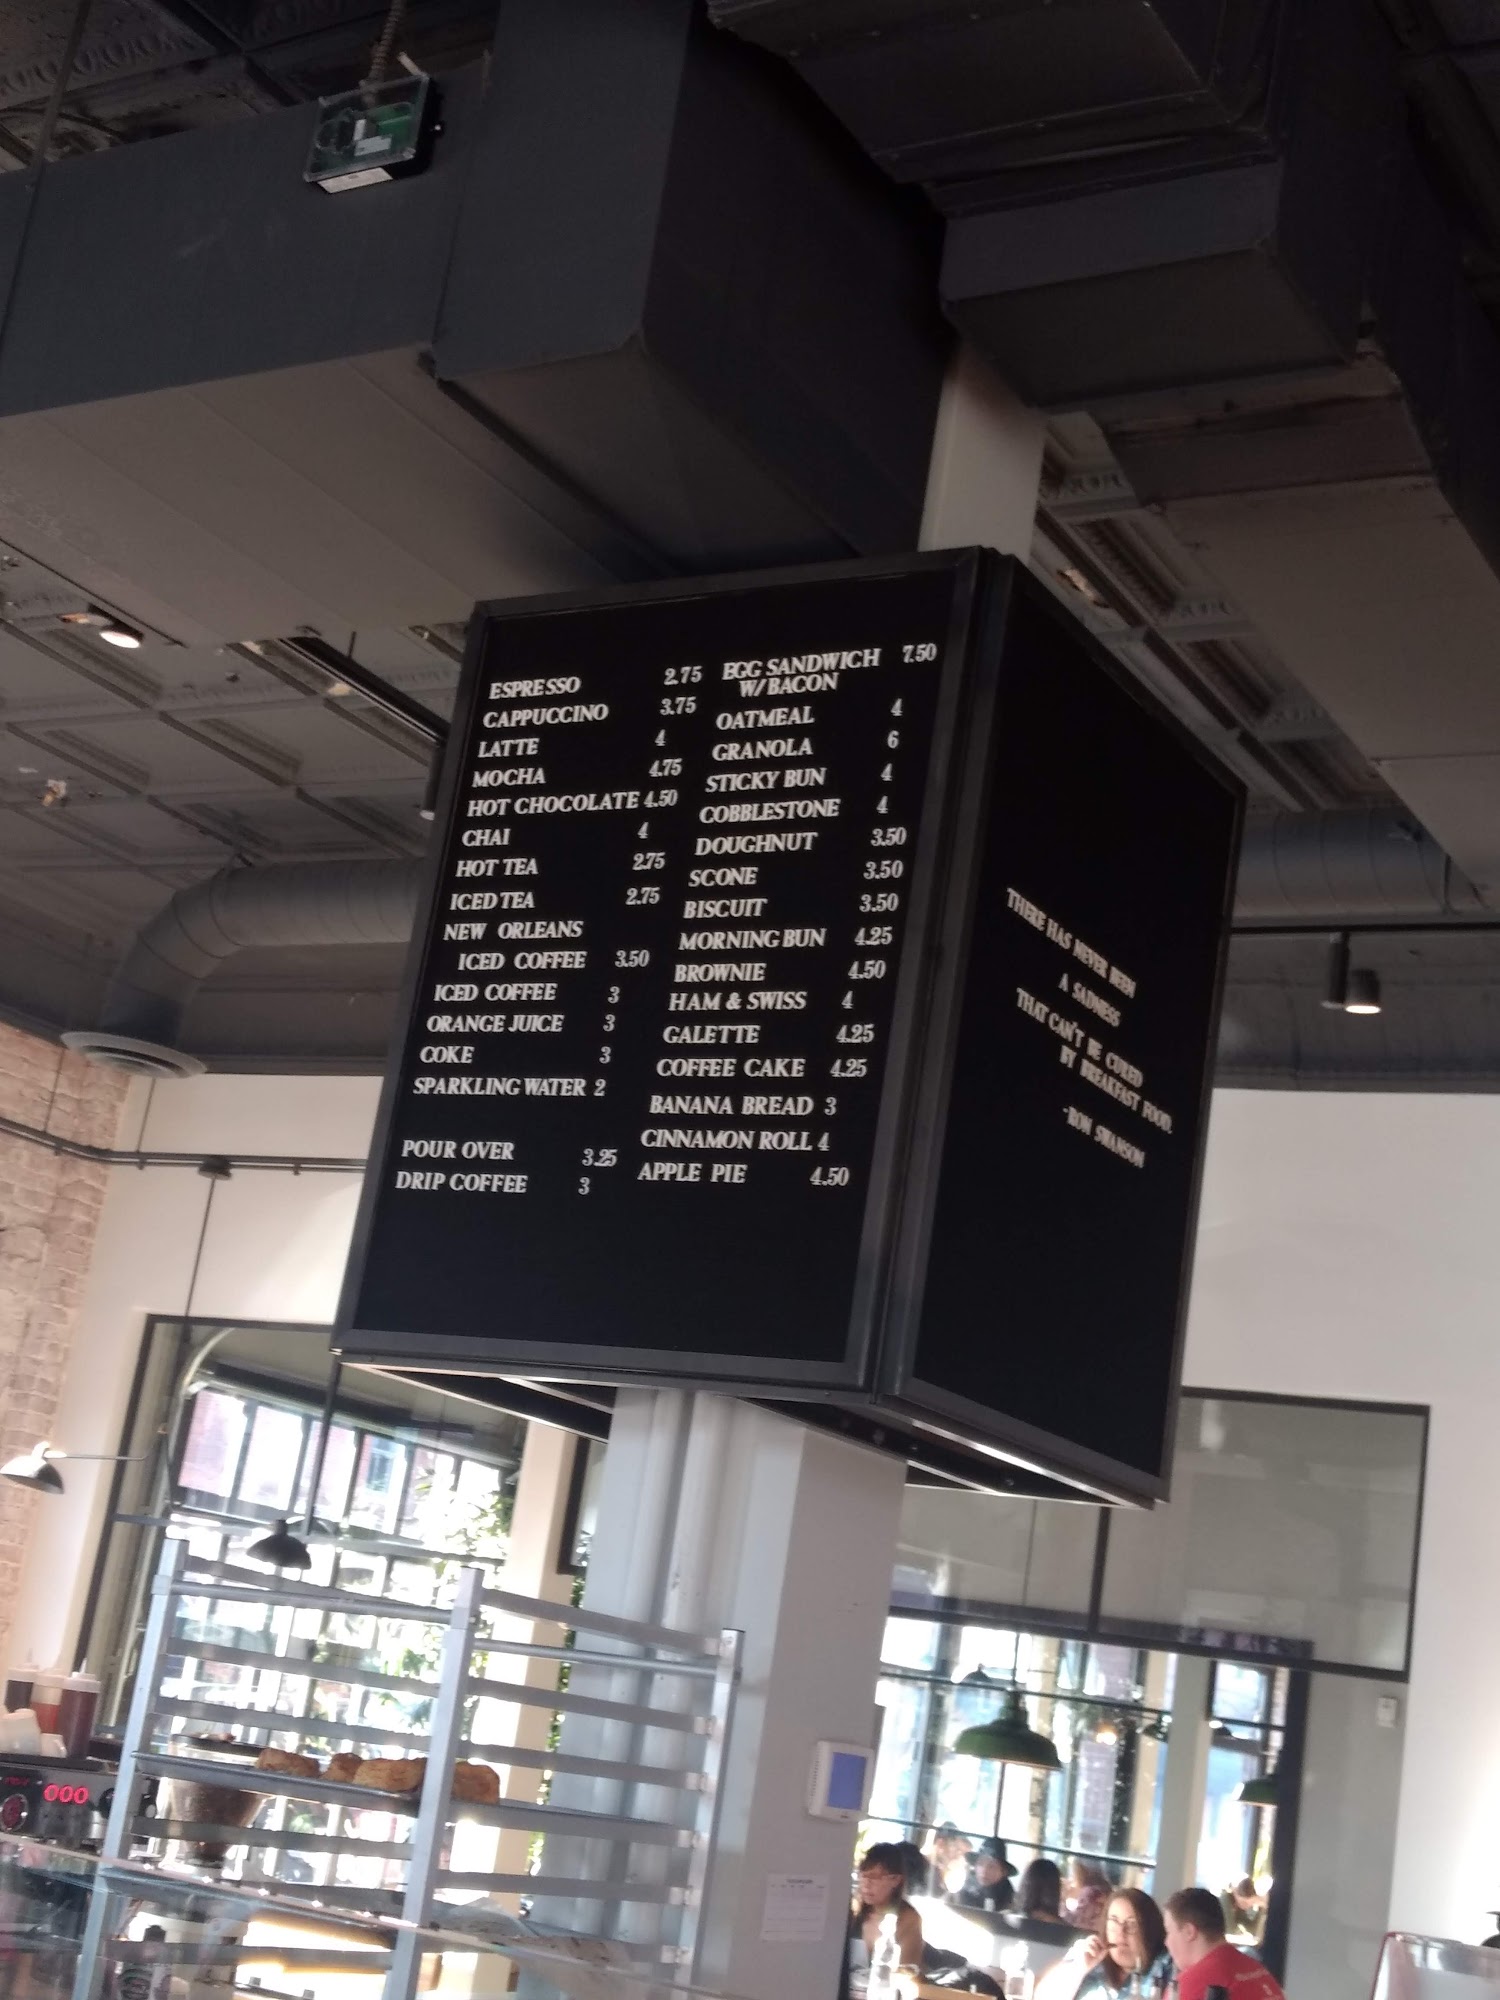 ESPRESSO 2.75
CAPPUCCINO 3.75
LATTE 4
MOCHA 4.75
HOT CHOCOLATE 4.50
CHAI 4
HOT TEA 2.75
ICED TEA 2.75
NEW ORLEANS
ICED COFFEE 3.50
ICED COFFEE 3
ORANGE JUICE 3
COKE 3
SPARKLING WATER 2
POUR OVER 3.25
DRIP COFFEE 3
EGG SANDWICH 7.50
W/ BACON
OATMEAL 4
GRANOLA 6
STICKY BUN 4
COBBLESTONE 4
DOUGHNUT 3.50
SCONE 3.50
BISCUIT 3.50
MORNING BUN 4.25
BROWNIE 4.50
HAM & SWISS 4
GALETTE 4.25
COFFEE CAKE 4.25
BANANA BREAD 3
CINNAMON ROLL 4
APPLE PIE 4.50
THERE HAS NEVER BEEN
A SADNESS
THAT CAN'T BE CURED
BY BREAKFAST FOOD.
-RON SWANSON
000